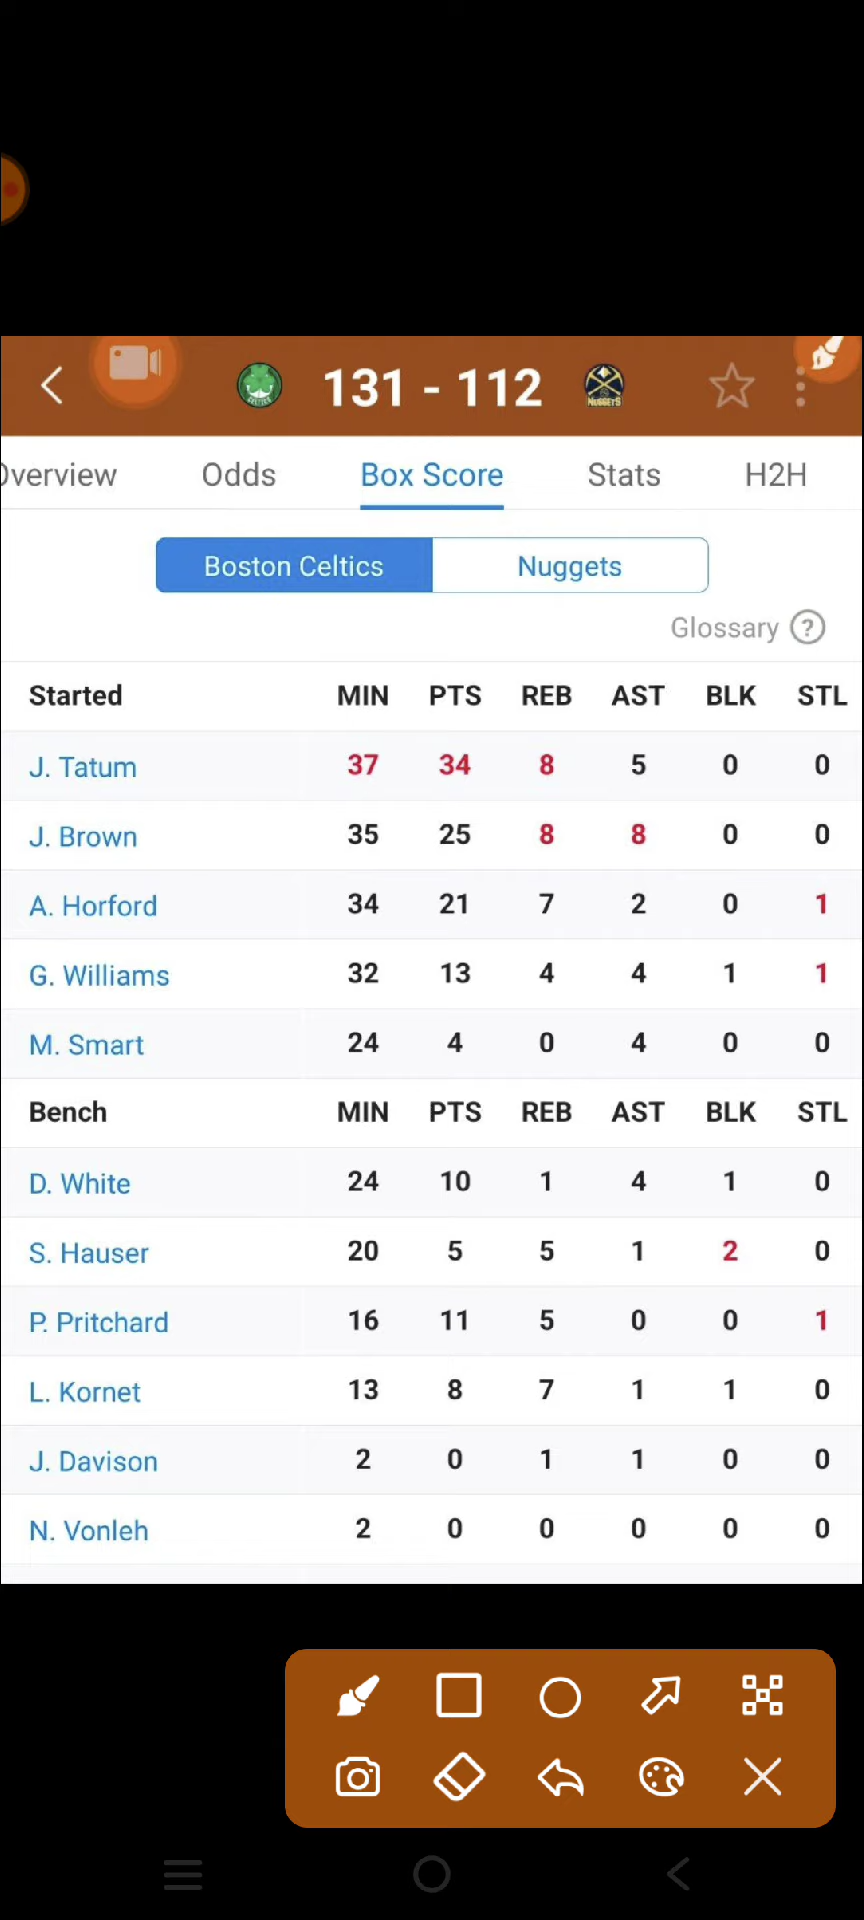 131 - 112
Overview Odds Box Score Stats H2H
Boston Celtics Nuggets
Glossary ?
Started MIN PTS REB AST BLK STL
J. Tatum 37 34 8 5 0 0
J. Brown 35 25 8 8 0 0
A. Horford 34 21 7 2 0 1
G. Williams 32 13 4 4 1 1
M. Smart 24 4 0 4 0 0
Bench MIN PTS REB AST BLK STL
D. White 24 10 1 4 1 0
S. Hauser 20 5 5 1 2 0
P. Pritchard 16 11 5 0 0 1
L. Kornet 13 8 7 1 1 0
J. Davison 2 0 1 1 0 0
N. Vonleh 2 0 0 0 0 0